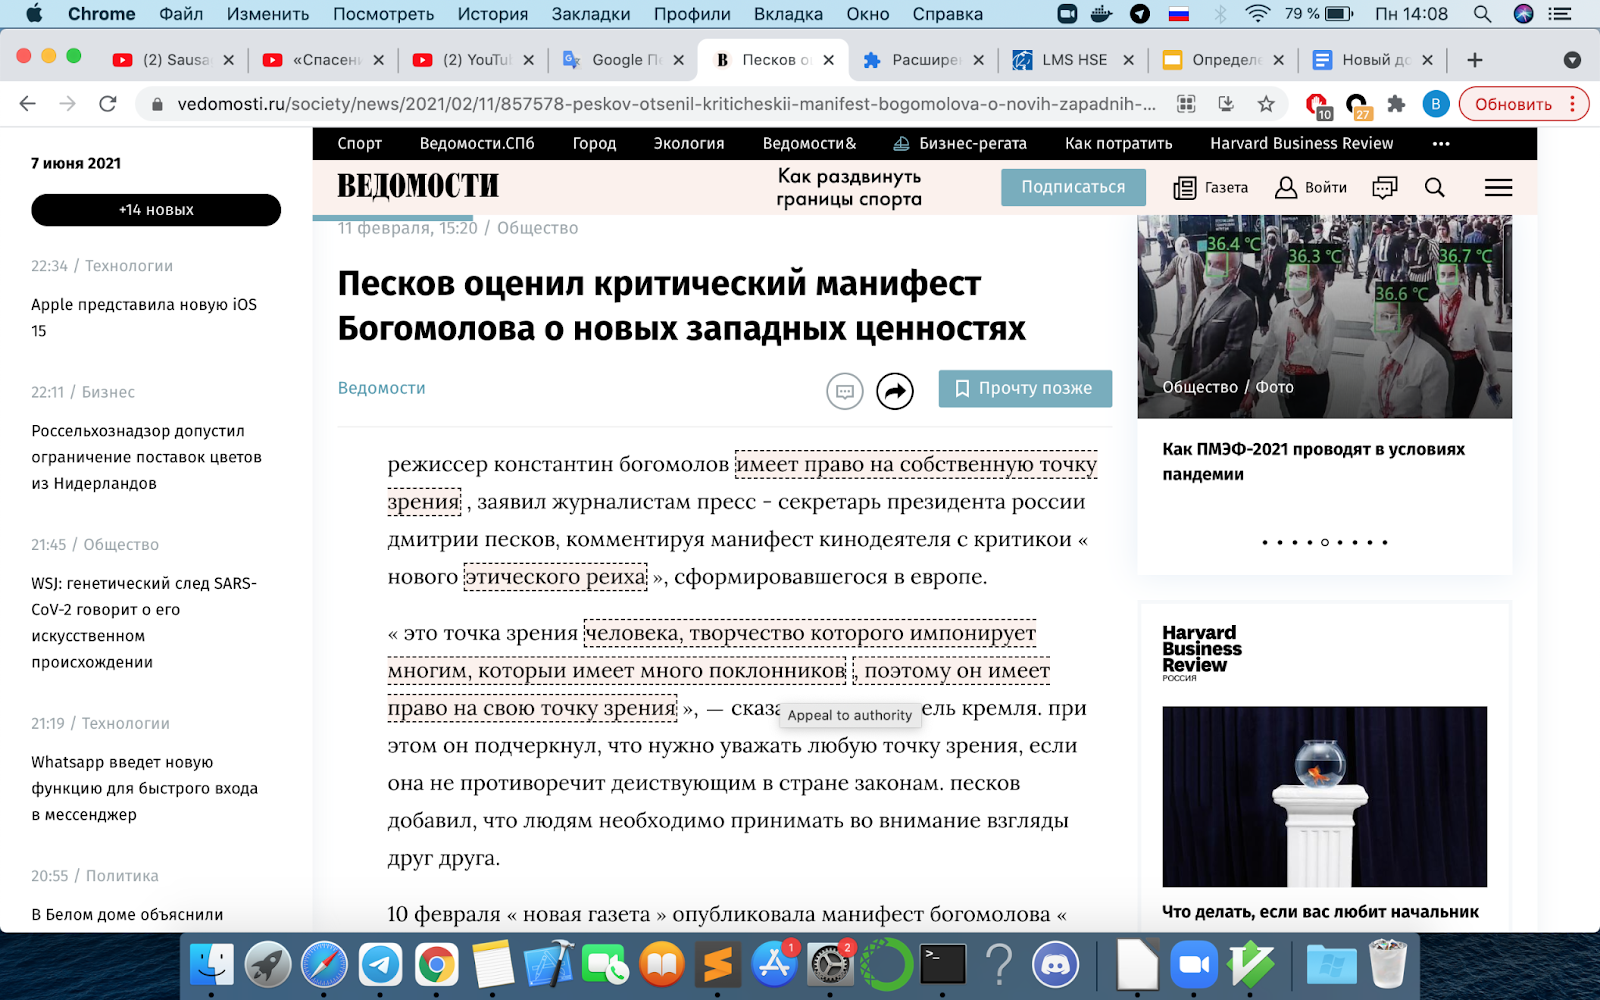 Chrome Файл Изменить Посмотреть История Закладки Профили Вкладка Окно Справка 79 % Пн 14:08
(2) Sausa «Спасен (2) YouTu Google П Песков о Расшире LMS HSE Определ Новый до
vedomosti.ru/society/news/2021/02/11/857578-peskov-otsenil-kriticheskii-manifest-bogomolova-o-novih-zapadnih-... 10 27 B Обновить
Спорт Ведомости.СПб Город Экология Ведомости& Бизнес-регата Как потратить Harvard Business Review •••
ВЕДОМОСТИ
Как раздвинуть
границы спорта
Подписаться Газета Войти
7 июня 2021
+14 новых
22:34 / Технологии
Apple представила новую iOS
15
22:11 / Бизнес
Россельхознадзор допустил
ограничение поставок цветов
из Нидерландов
21:45 / Общество
WSJ: генетический след SARS-
CoV-2 говорит о его
искусственном
происхождении
21:19 / Технологии
Whatsapp введет новую
функцию для быстрого входа
в мессенджер
20:55 / Политика
В Белом доме объяснили
11 февраля, 15:20 / Общество
Песков оценил критический манифест
Богомолова о новых западных ценностях
Ведомости
Прочту позже
режиссер константин богомолов имеет право на собственную точку
зрения , заявил журналистам пресс - секретарь президента россии
дмитрии песков, комментируя манифест кинодеятеля с критикои «
нового этического реиха », сформировавшегося в европе.
« это точка зрения человека, творчество которого импонирует
многим, которыи имеет много поклонников , поэтому он имеет
право на свою точку зрения », — сказа ель кремля. при
Appeal to authority
этом он подчеркнул, что нужно уважать любую точку зрения, если
она не противоречит деиствующим в стране законам. песков
добавил, что людям необходимо принимать во внимание взгляды
друг друга.
10 февраля « новая газета » опубликовала манифест богомолова «
36.4 °C
36.3 °C
36.7 °C
36.6 °C
Общество / Фото
Как ПМЭФ-2021 проводят в условиях
пандемии
Harvard
Business
Review
РОССИЯ
Что делать, если вас любит начальник
1 2